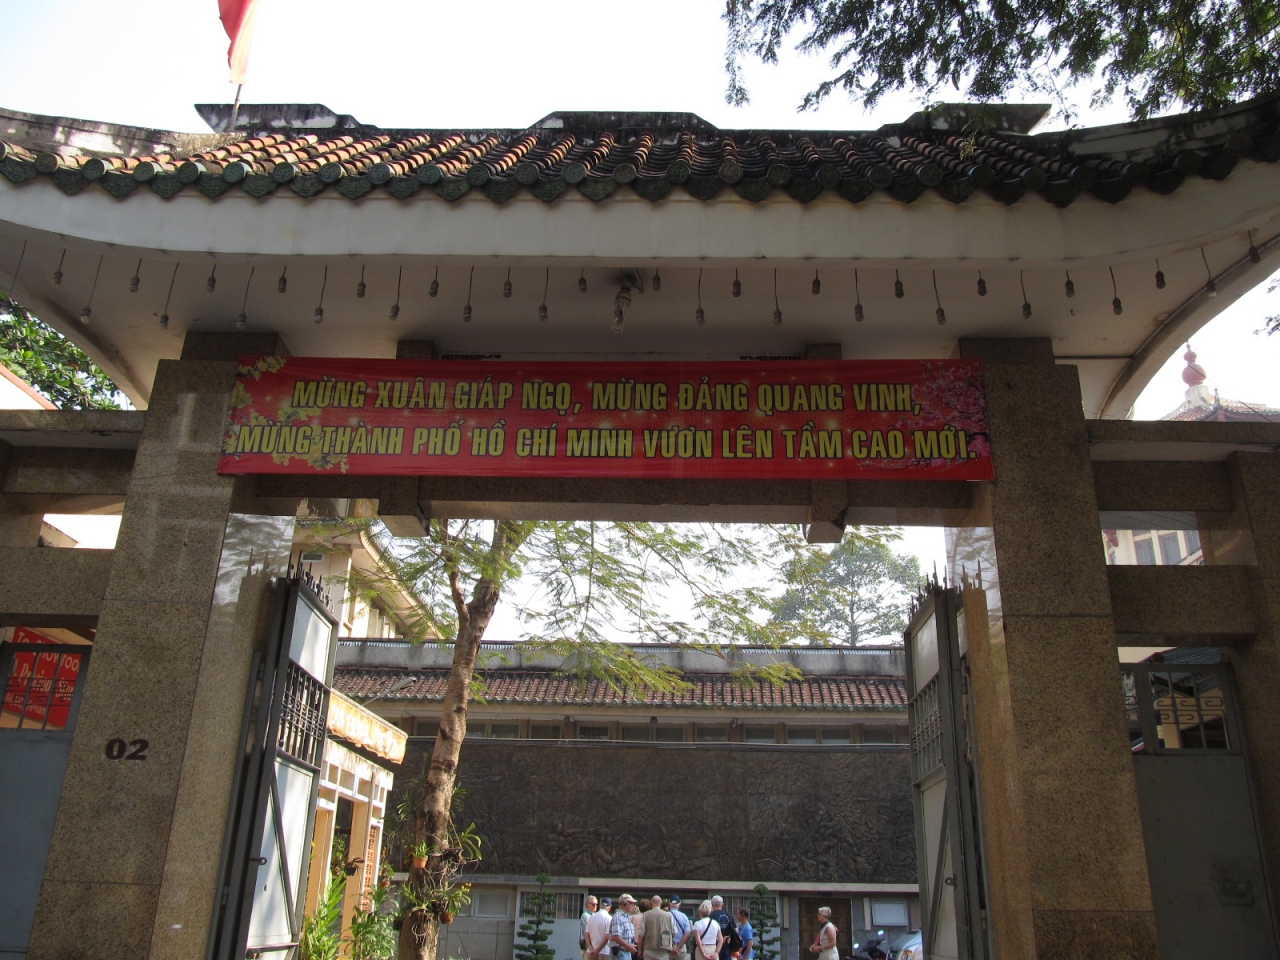 MỪNG XUÂN GIÁP NGỌ, MỪNG ĐẢNG QUANG VINH,
MỪNG THÀNH PHỐ HỒ CHÍ MINH VƯƠN LÊN TẦM CAO MỚI.
02